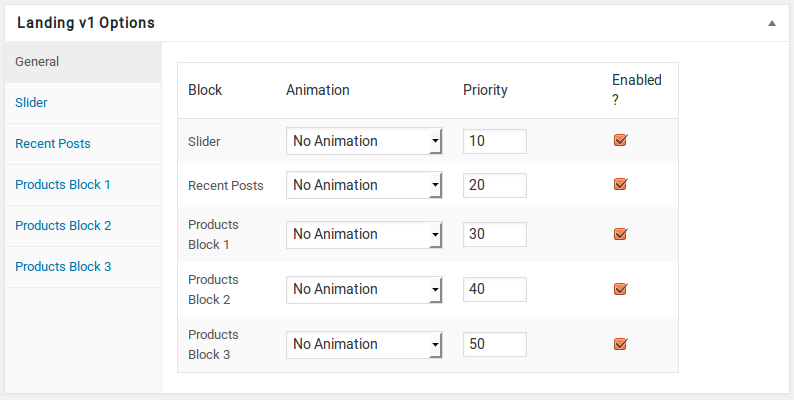 Landing v1 Options
General
Slider
Recent Posts
Products Block 1
Products Block 2
Products Block 3
Block Animation Priority Enabled
?
Slider No Animation 10
Recent Posts No Animation 20
Products
Block 1 No Animation 30
Products
Block 2 No Animation 40
Products
Block 3 No Animation 50